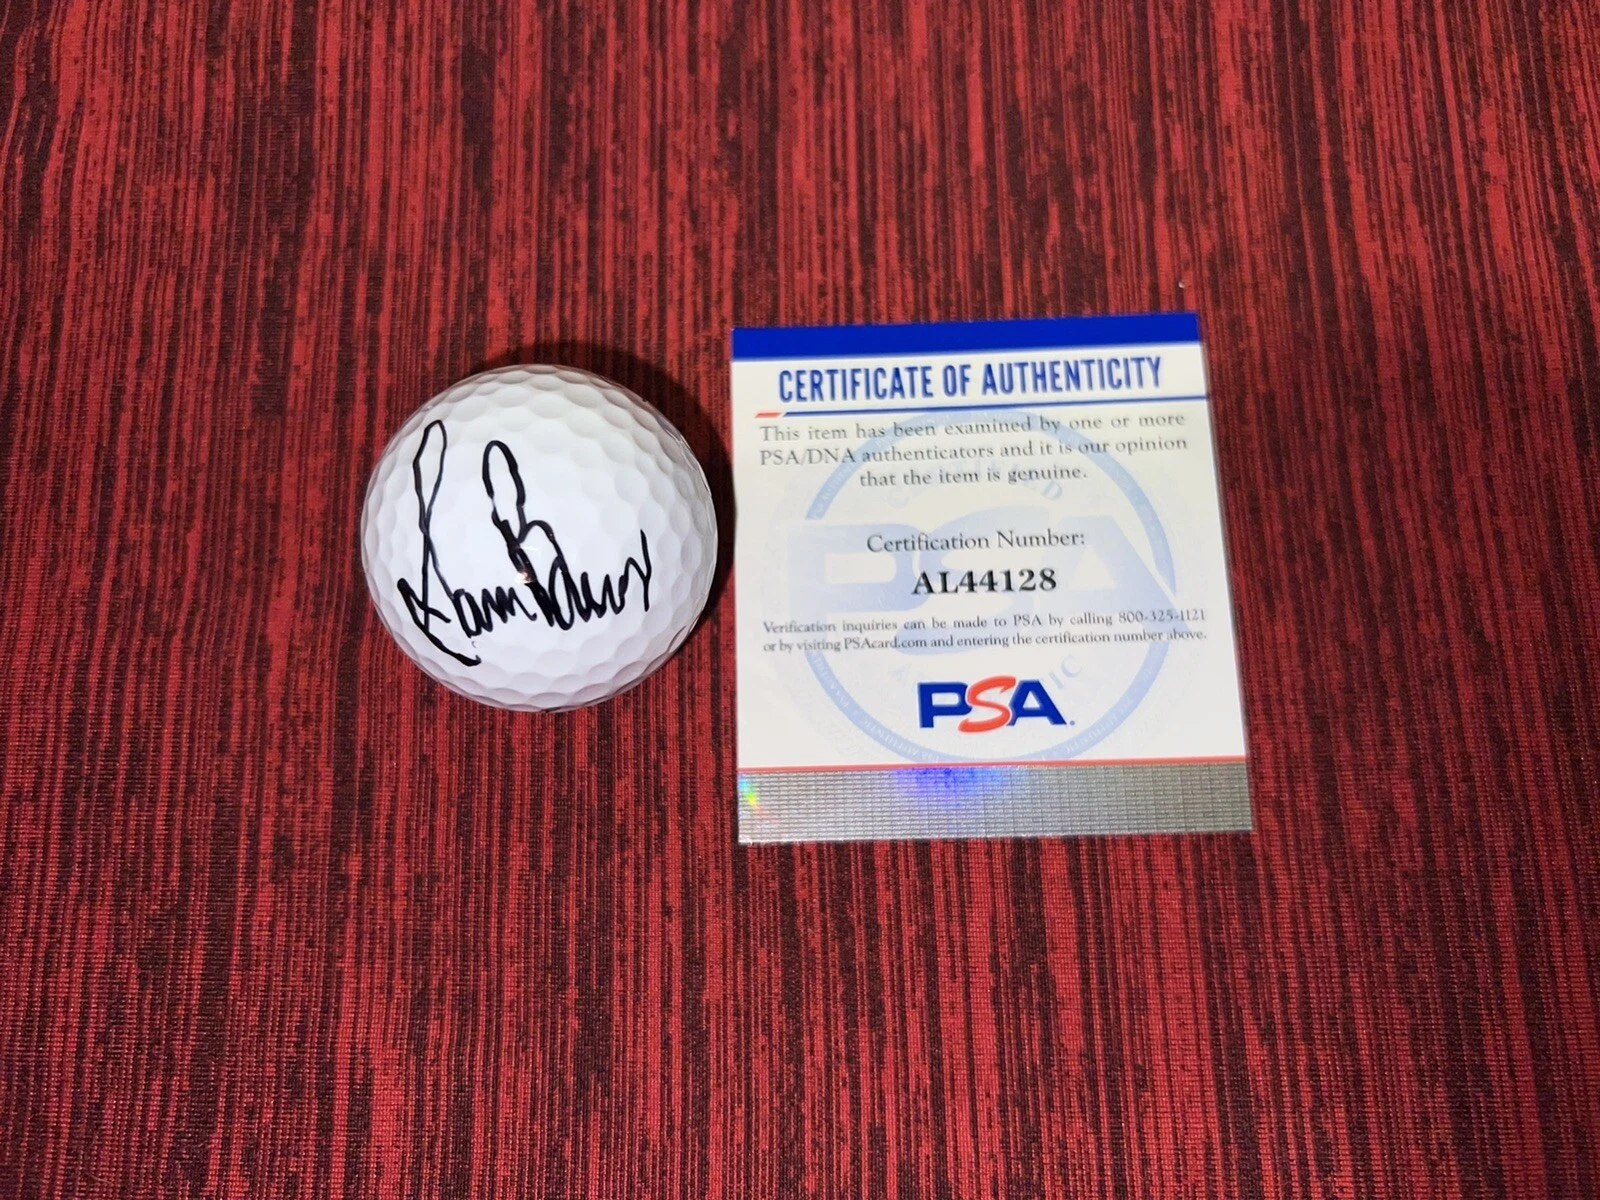 Sam Burns
CERTIFICATE OF AUTHENTICITY
This item has been examined by one or more
PSA/DNA authenticators and it is our opinion
that the item is genuine.
Certification Number:
AL44128
Verification inquiries can be made to PSA by calling 800-325-1121
or by visiting PSAcard.com and entering the certification number above.
PSA